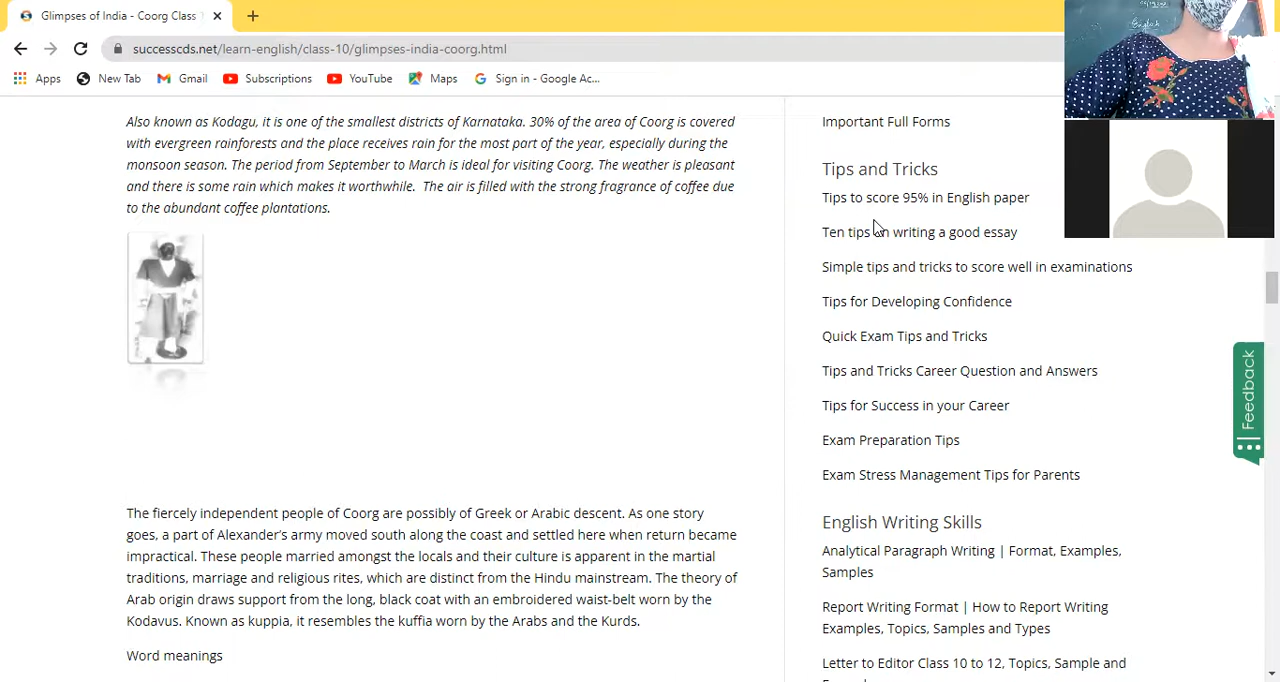 Glimpses of India - Coorg Class
successcds.net/learn-english/class-10/glimpses-india-coorg.html
Apps New Tab Gmail Subscriptions YouTube Maps Sign in - Google Ac...
Also known as Kodagu, it is one of the smallest districts of Karnataka. 30% of the area of Coorg is covered
with evergreen rainforests and the place receives rain for the most part of the year, especially during the
monsoon season. The period from September to March is ideal for visiting Coorg. The weather is pleasant
and there is some rain which makes it worthwhile. The air is filled with the strong fragrance of coffee due
to the abundant coffee plantations.
The fiercely independent people of Coorg are possibly of Greek or Arabic descent. As one story
goes, a part of Alexander's army moved south along the coast and settled here when return became
impractical. These people married amongst the locals and their culture is apparent in the martial
traditions, marriage and religious rites, which are distinct from the Hindu mainstream. The theory of
Arab origin draws support from the long, black coat with an embroidered waist-belt worn by the
Kodavus. Known as kuppia, it resembles the kuffia worn by the Arabs and the Kurds.
Word meanings
Important Full Forms
Tips and Tricks
Tips to score 95% in English paper
Ten tips on writing a good essay
Simple tips and tricks to score well in examinations
Tips for Developing Confidence
Quick Exam Tips and Tricks
Tips and Tricks Career Question and Answers
Tips for Success in your Career
Exam Preparation Tips
Exam Stress Management Tips for Parents
English Writing Skills
Analytical Paragraph Writing | Format, Examples,
Samples
Report Writing Format | How to Report Writing
Examples, Topics, Samples and Types
Letter to Editor Class 10 to 12, Topics, Sample and
English
Feedback